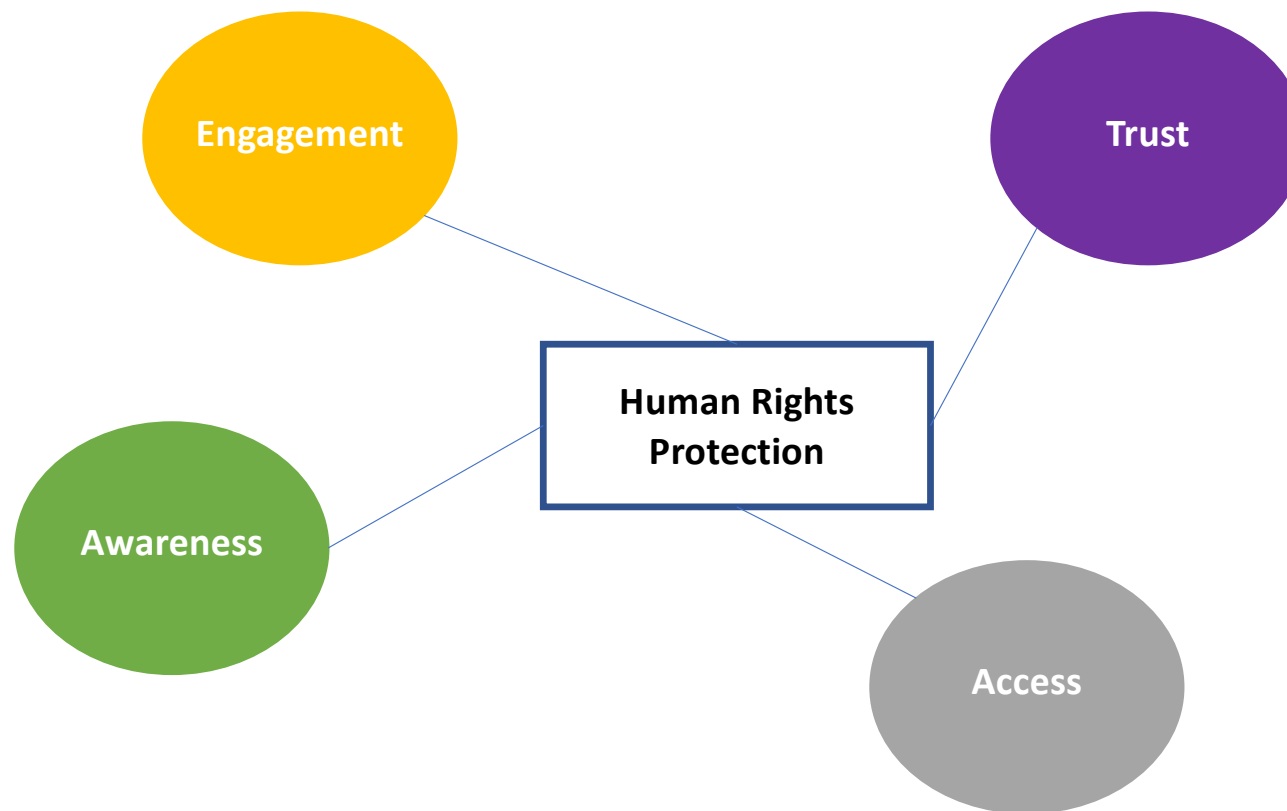 Engagement
Trust
Human Rights
Protection
Awareness
Access